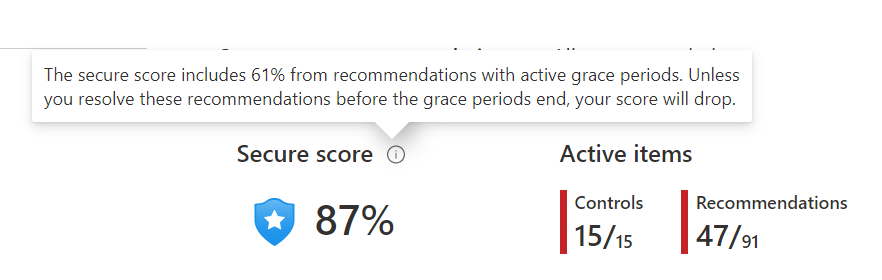 The secure score includes 61% from recommendations with active grace periods. Unless
you resolve these recommendations before the grace periods end, your score will drop.
Secure score
Active items
87%
Controls
Recommendations
15/15
47/91